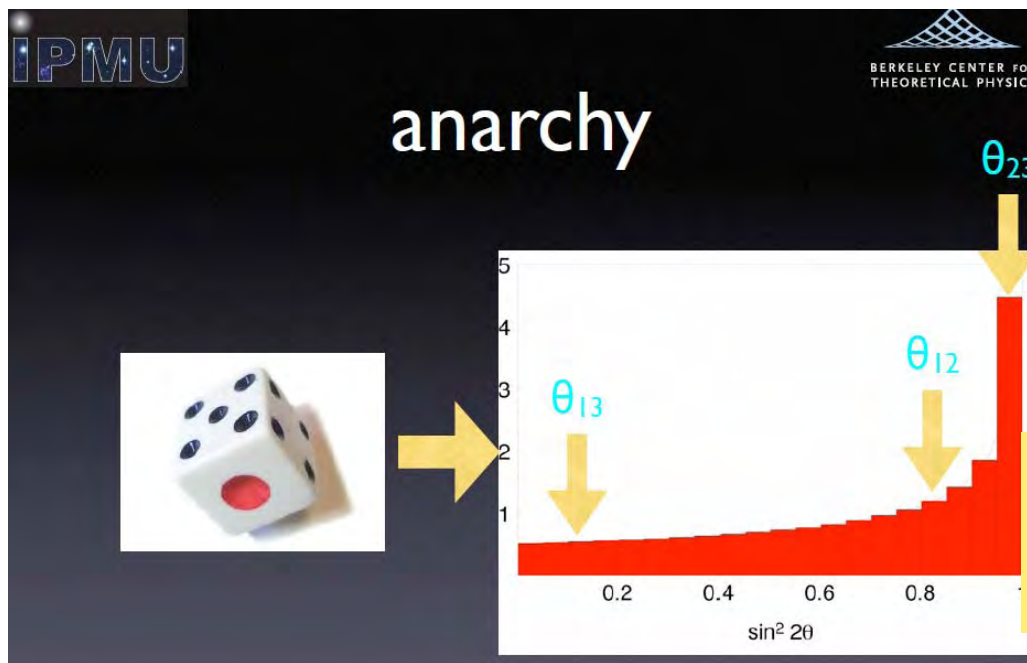 IPMU
BERKELEY CENTER FO
THEORETICAL PHYSIC
anarchy
θ23
θ12
θ13
5
4
3
2
1
0.2 0.4 0.6 0.8 1
sin² 2θ